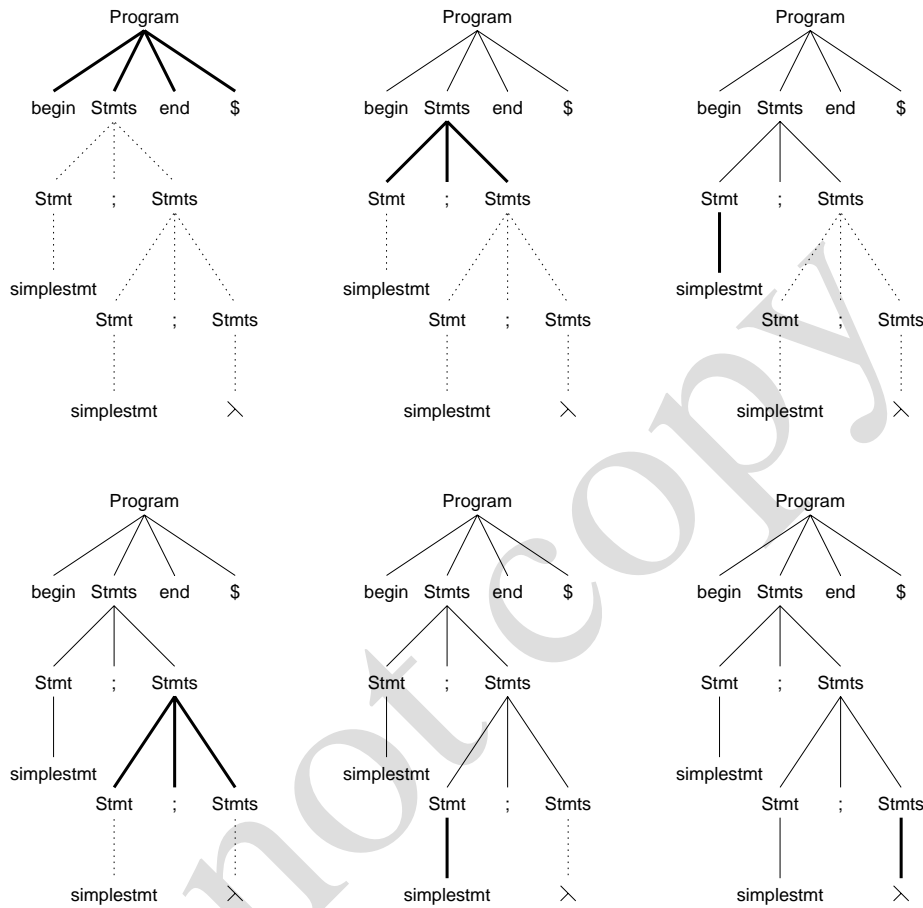 Program Program Program
begin Stmts end $ begin Stmts end $ begin Stmts end $
Stmt ; Stmts Stmt ; Stmts Stmt ; Stmts
simplestmt simplestmt simplestmt
Stmt ; Stmts Stmt ; Stmts Stmt ; Stmts
simplestmt λ simplestmt λ simplestmt λ
Program Program Program
begin Stmts end $ begin Stmts end $ begin Stmts end $
Stmt ; Stmts Stmt ; Stmts Stmt ; Stmts
simplestmt simplestmt simplestmt
Stmt ; Stmts Stmt ; Stmts Stmt ; Stmts
simplestmt λ simplestmt λ simplestmt λ
not copy